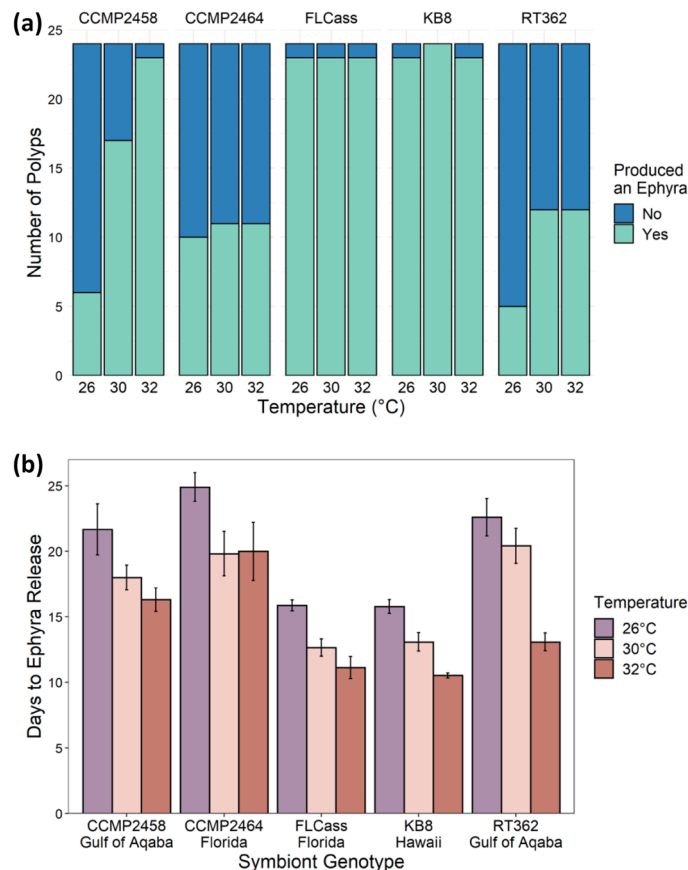 (a)
CCMP2458 CCMP2464 FLCass KB8 RT362
25
20
15
10
5
0
Number of Polyps
26 30 32 26 30 32 26 30 32 26 30 32 26 30 32
Temperature (°C)
Produced
an Ephyra
No
Yes
(b)
25
20
15
10
5
0
Days to Ephyra Release
CCMP2458 CCMP2464 FLCass KB8 RT362
Gulf of Aqaba Florida Florida Hawaii Gulf of Aqaba
Symbiont Genotype
Temperature
26°C
30°C
32°C